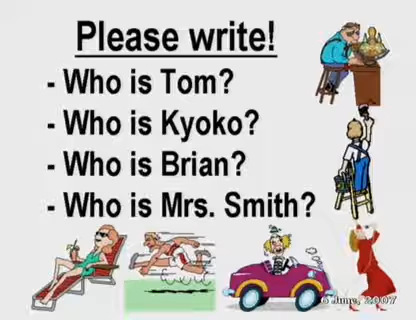 Please write!
- Who is Tom?
- Who is Kyoko?
- Who is Brian?
- Who is Mrs. Smith?
6 June, 2007